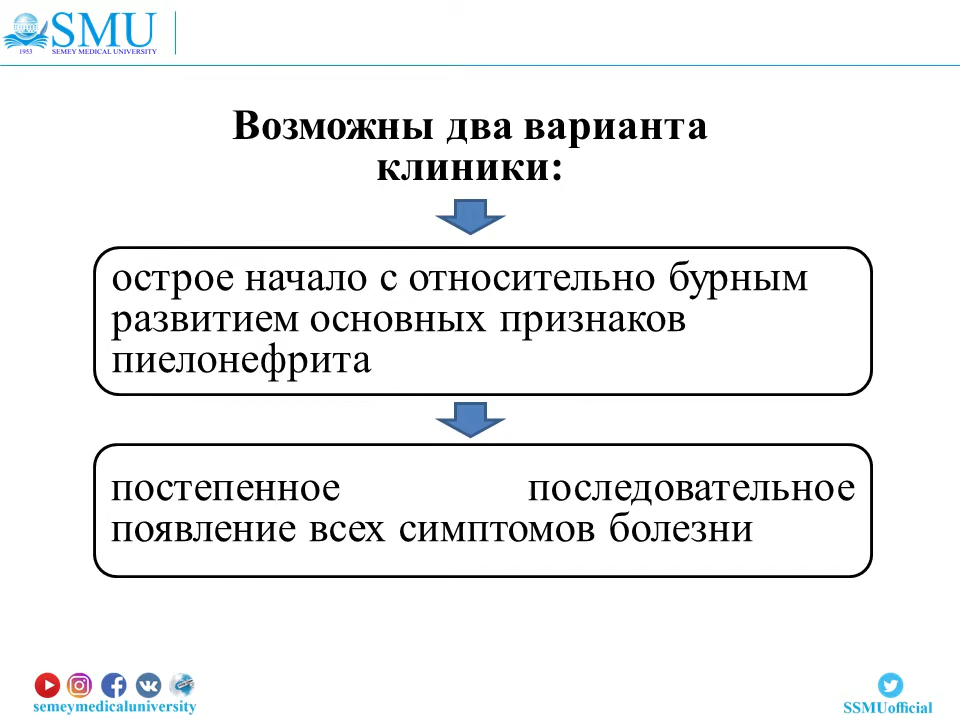 SMU
1953 SEMEY MEDICAL UNIVERSITY
Возможны два варианта
клиники:
острое начало с относительно бурным
развитием основных признаков
пиелонефрита
постепенное последовательное
появление всех симптомов болезни
semeymedicaluniversity
SSMUofficial